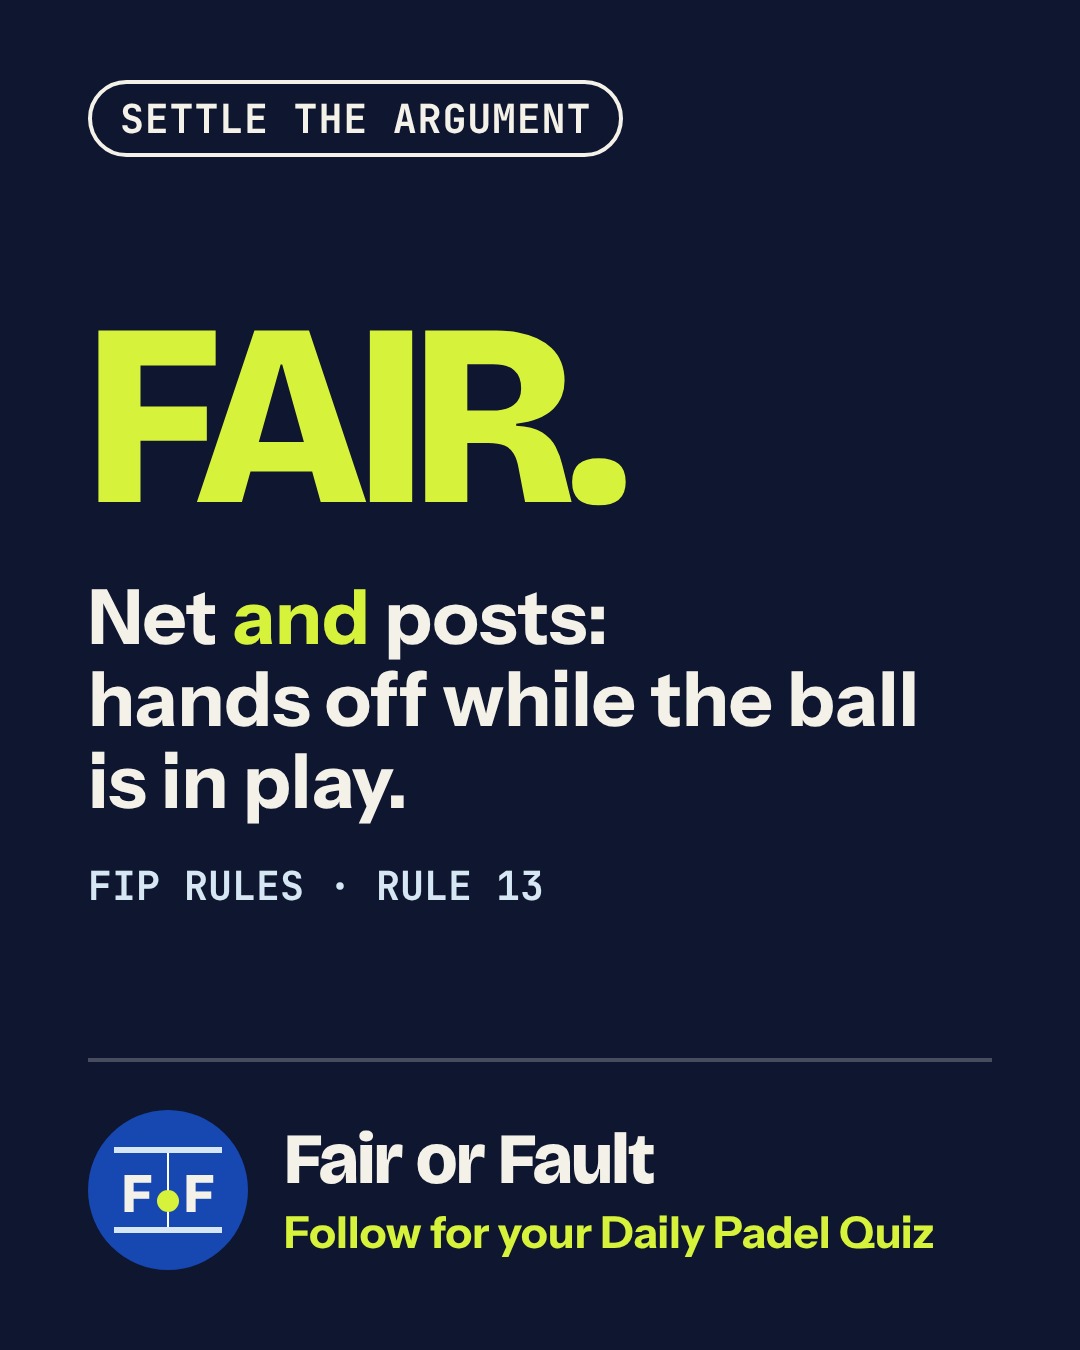 SETTLE THE ARGUMENT
FAIR.
Net and posts:
hands off while the ball
is in play.
FIP RULES · RULE 13
F F
Fair or Fault
Follow for your Daily Padel Quiz